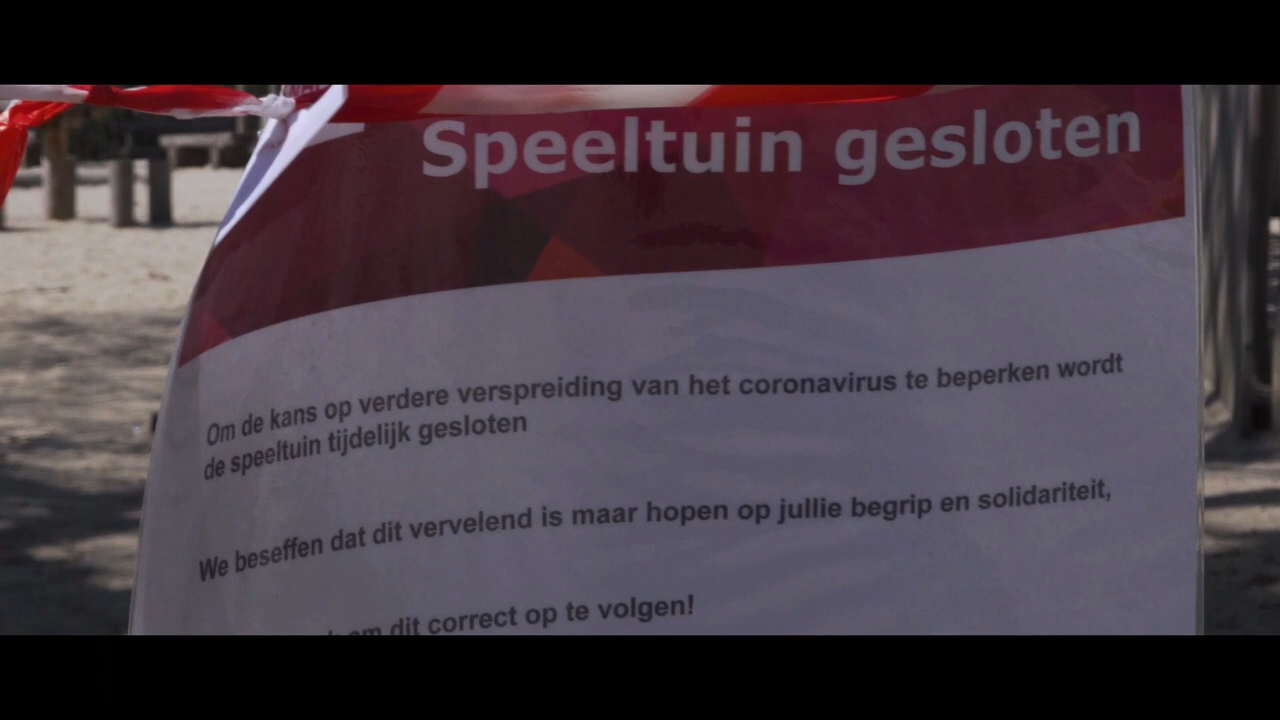 Speeltuin gesloten
Om de kans op verdere verspreiding van het coronavirus te beperken wordt
de speeltuin tijdelijk gesloten
We beseffen dat dit vervelend is maar hopen op jullie begrip en solidariteit,
om dit correct op te volgen!